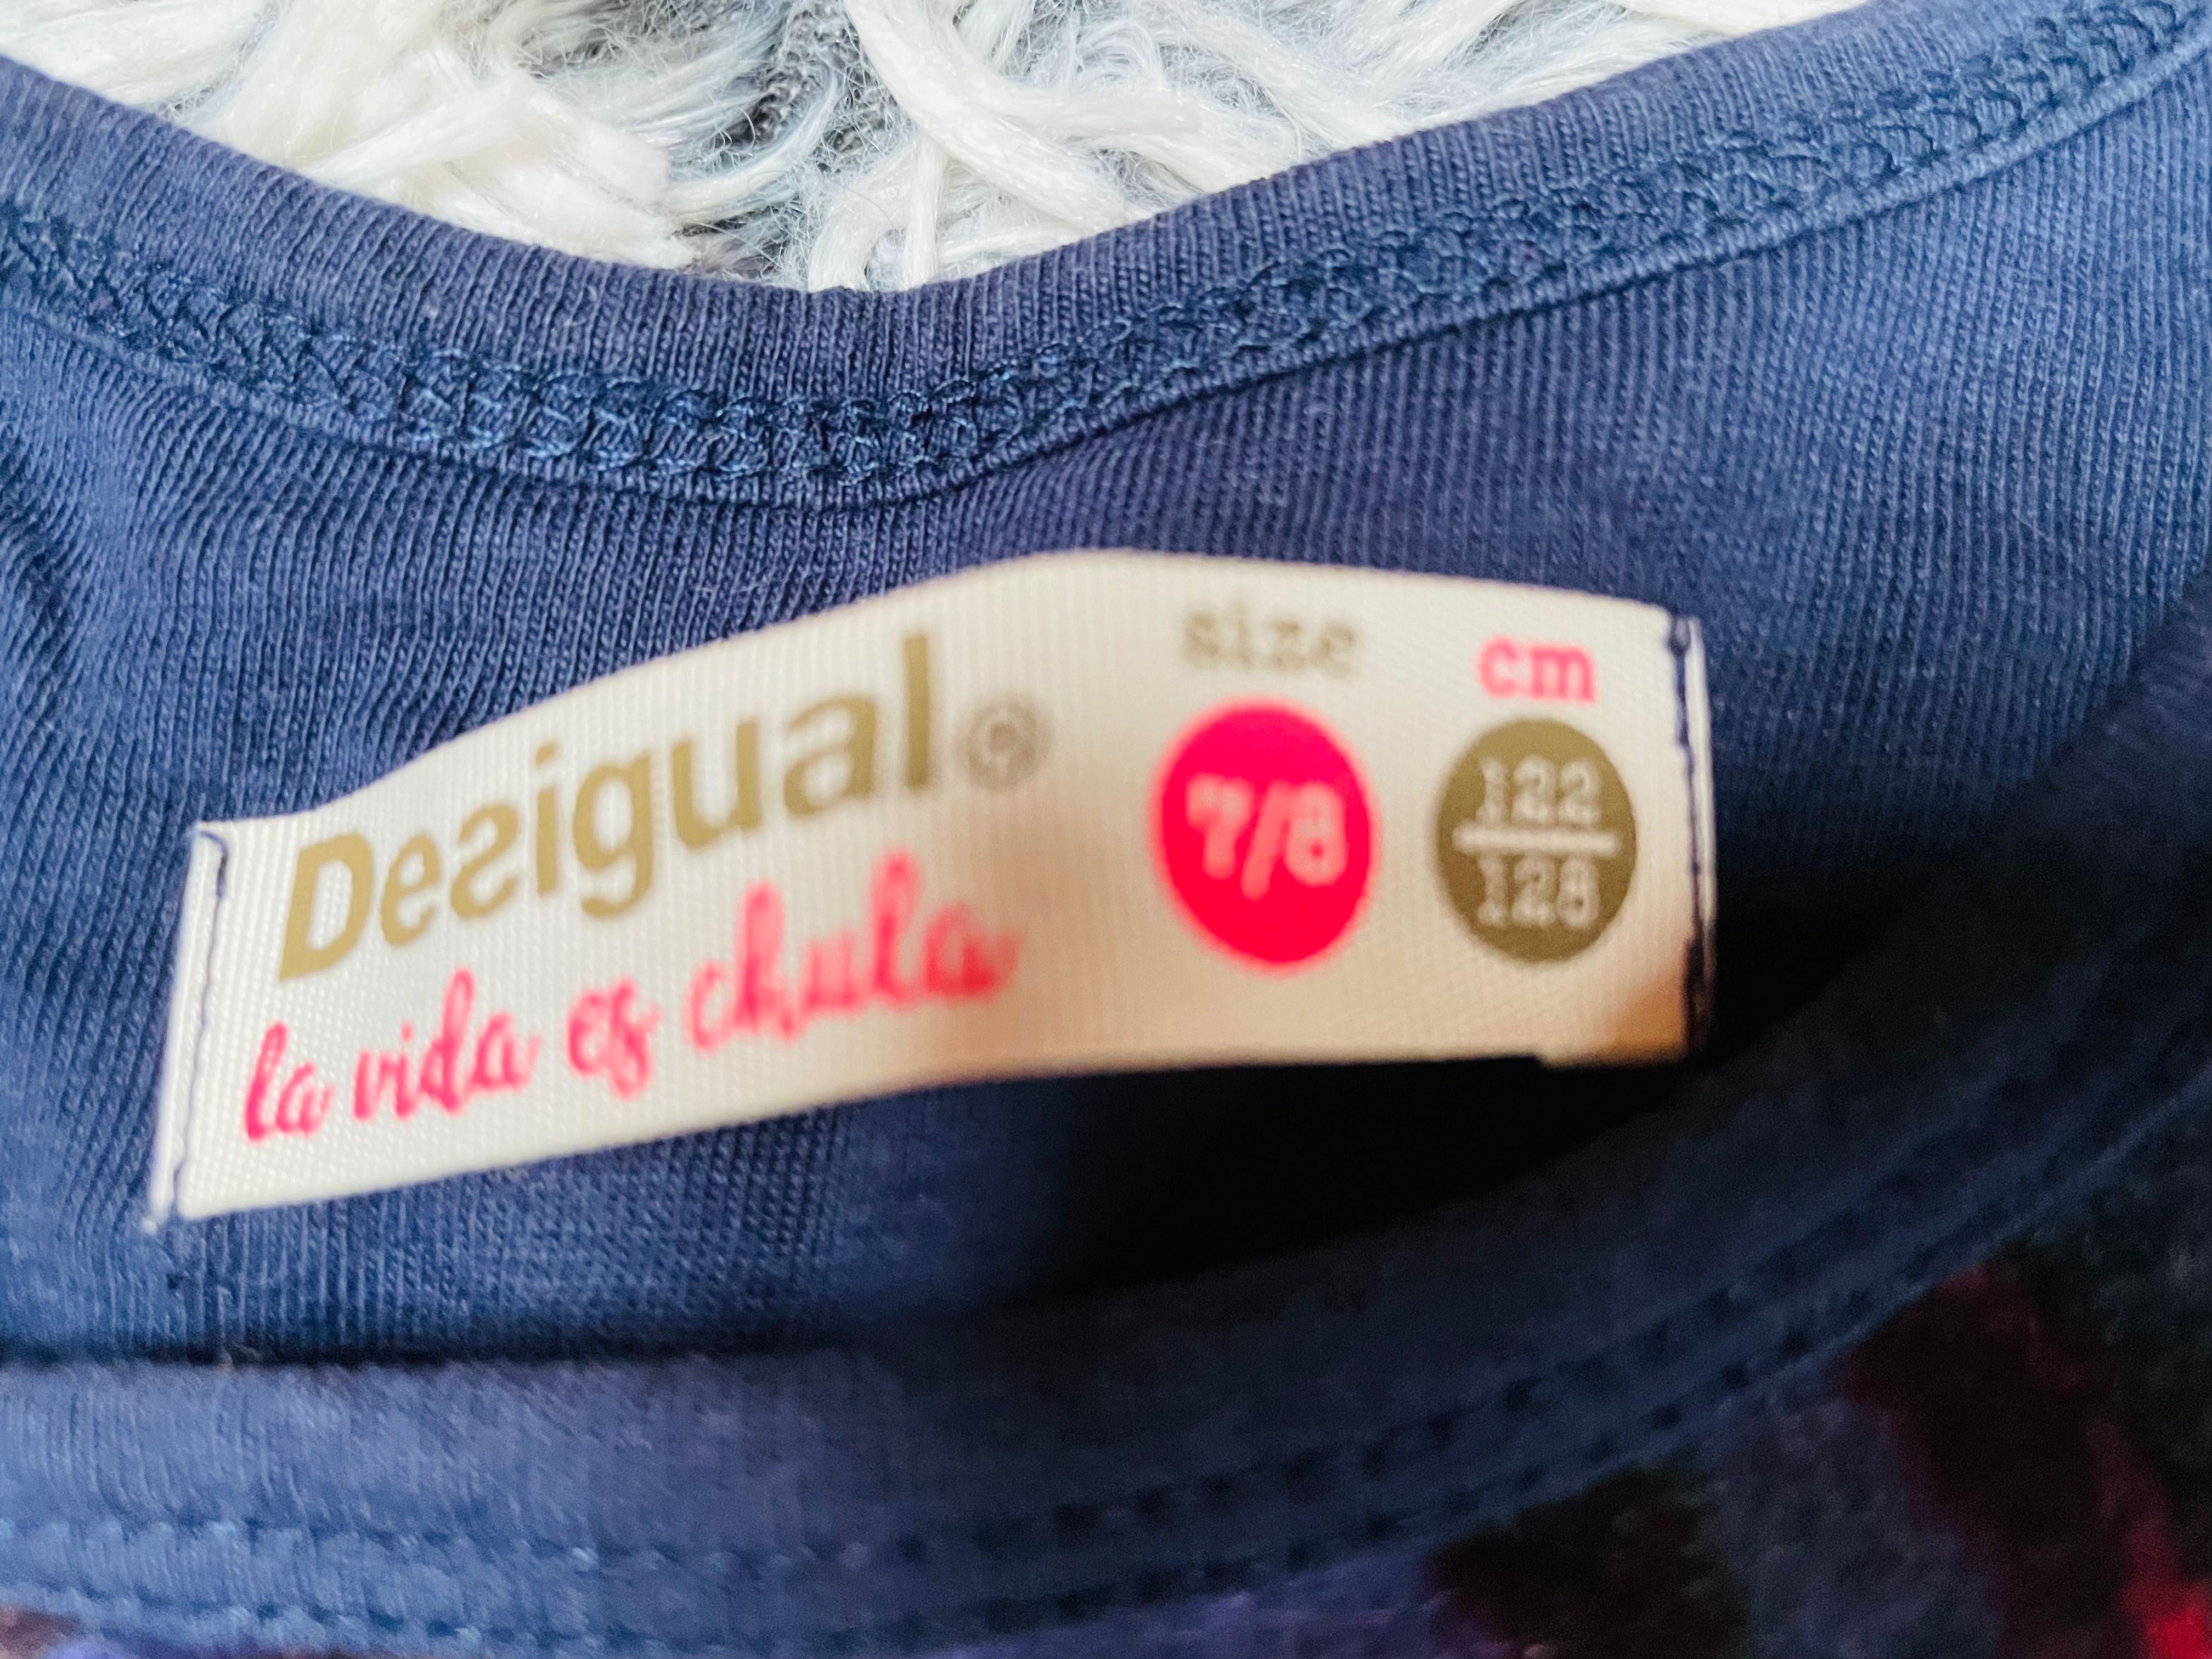 Desigual®
la vida es chula
size
7/8
cm
122
128